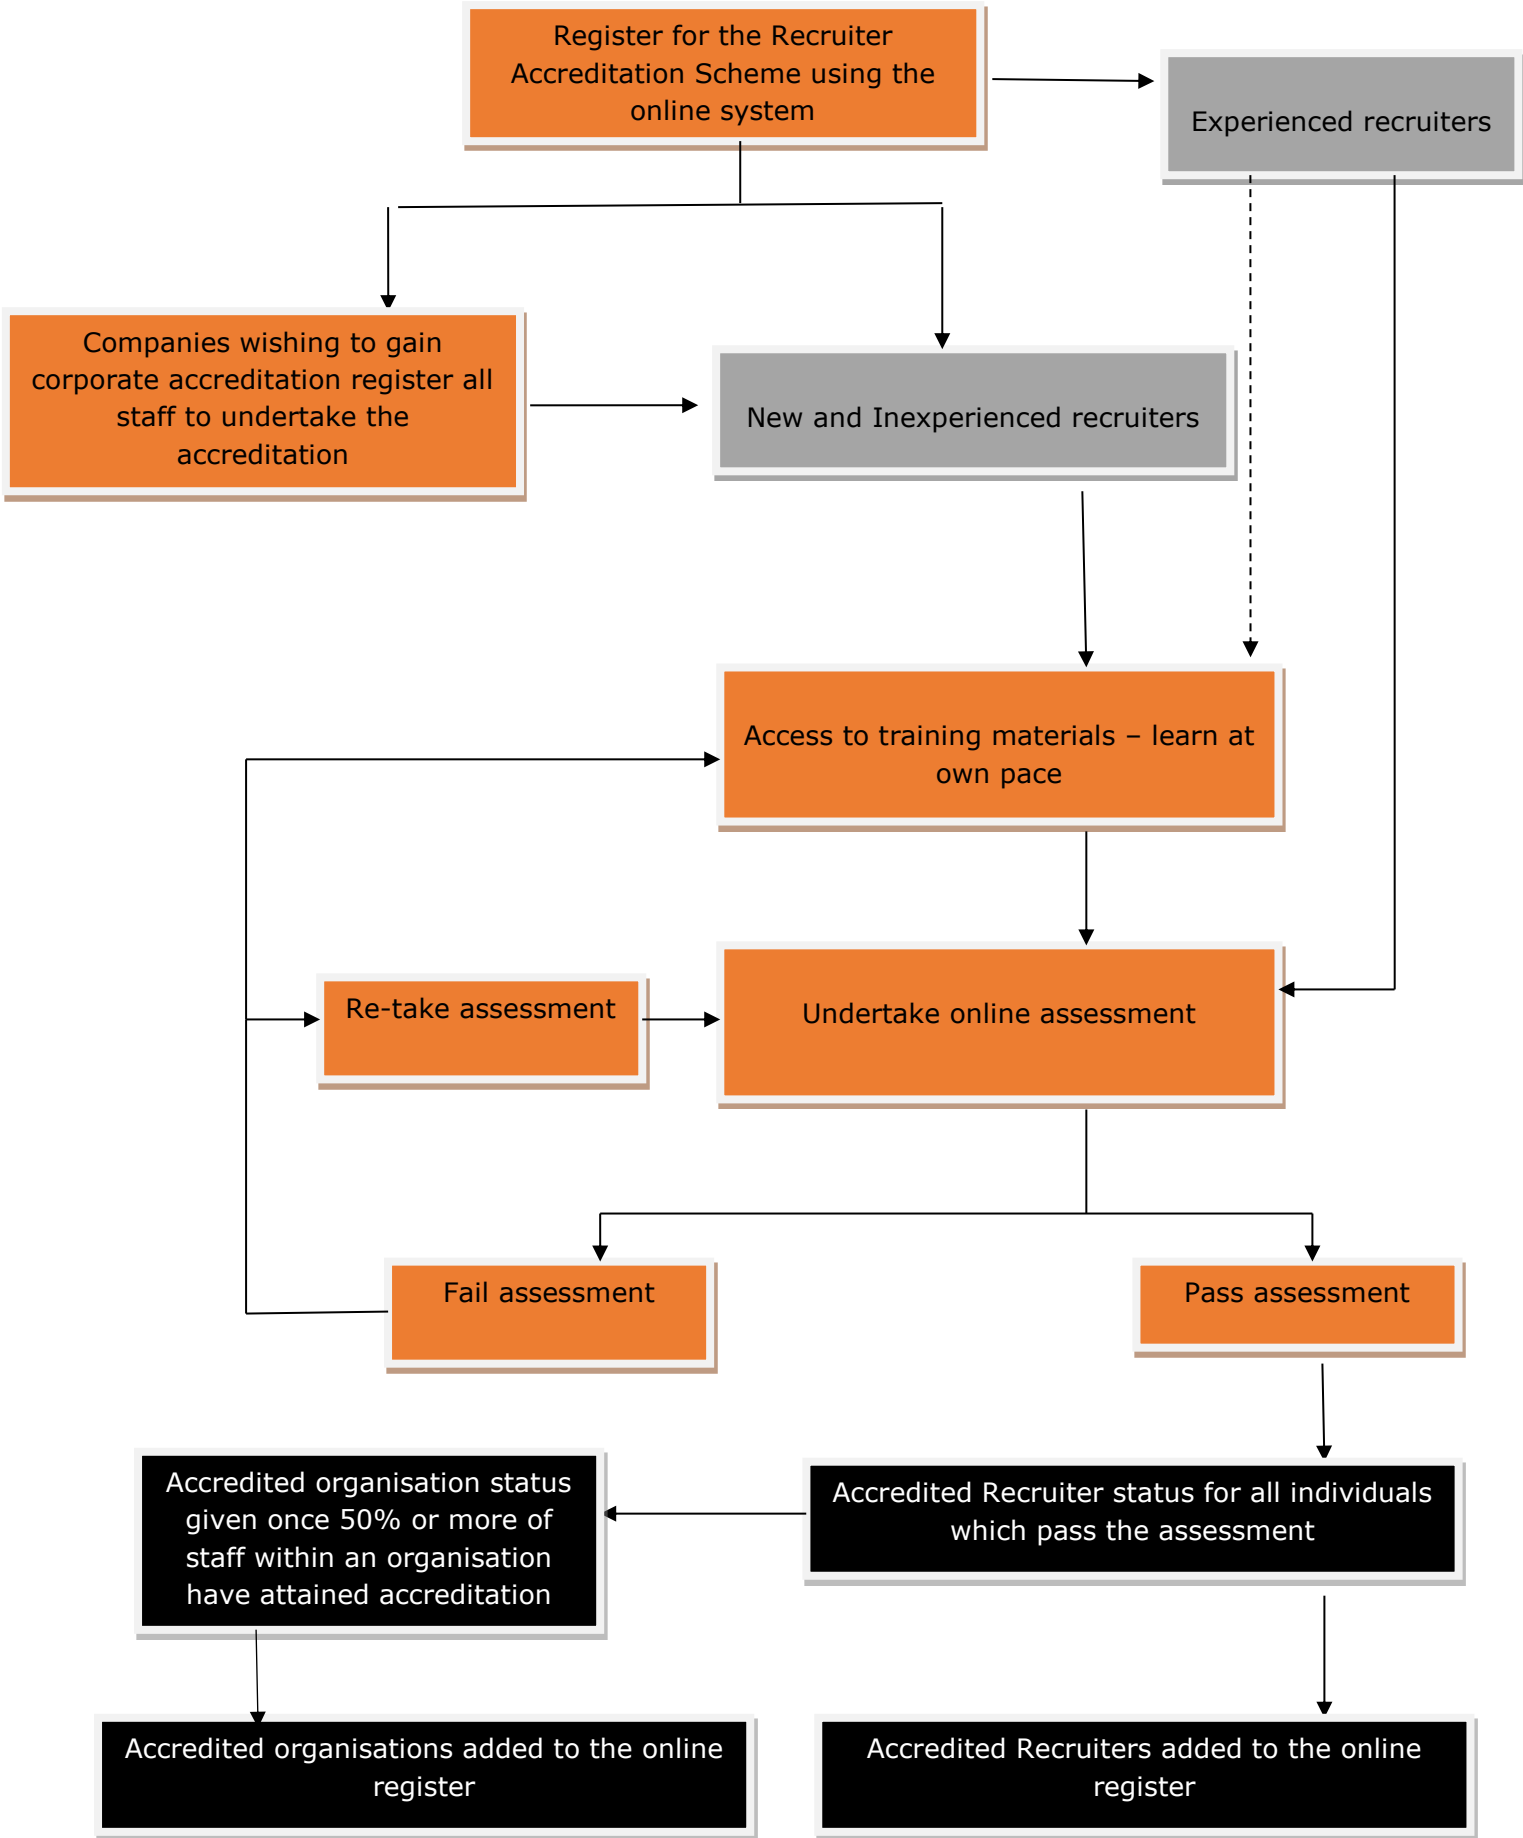 Register for the Recruiter
Accreditation Scheme using the
online system
Experienced recruiters
Companies wishing to gain
corporate accreditation register all
staff to undertake the
accreditation
New and Inexperienced recruiters
Access to training materials – learn at
own pace
Re-take assessment
Undertake online assessment
Fail assessment
Pass assessment
Accredited organisation status
given once 50% or more of
staff within an organisation
have attained accreditation
Accredited Recruiter status for all individuals
which pass the assessment
Accredited organisations added to the online
register
Accredited Recruiters added to the online
register